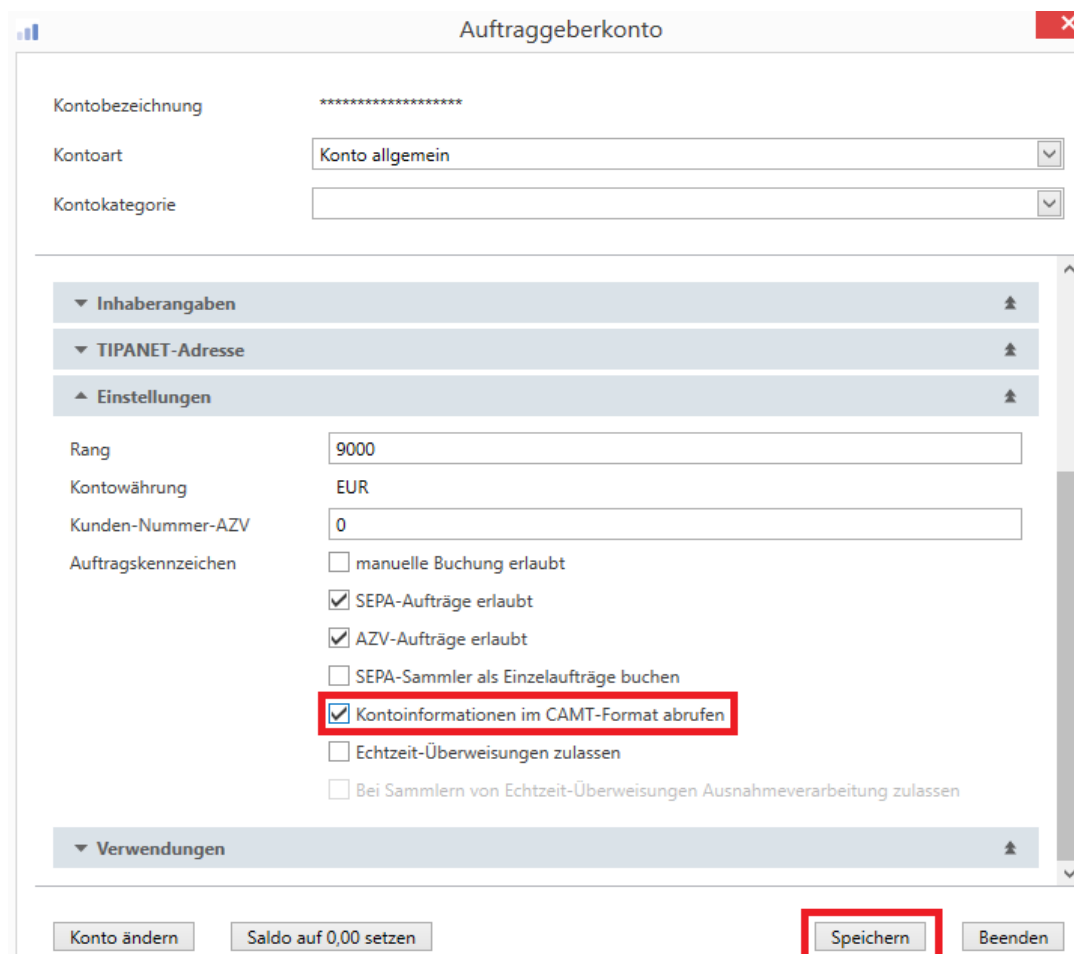 Auftraggeberkonto
Kontobezeichnung *******************
Kontoart Konto allgemein
Kontokategorie
Inhaberangaben
TIPANET-Adresse
Einstellungen
Rang 9000
Kontowährung EUR
Kunden-Nummer-AZV 0
Auftragskennzeichen manuelle Buchung erlaubt
SEPA-Aufträge erlaubt
AZV-Aufträge erlaubt
SEPA-Sammler als Einzelaufträge buchen
Kontoinformationen im CAMT-Format abrufen
Echtzeit-Überweisungen zulassen
Bei Sammlern von Echtzeit-Überweisungen Ausnahmeverarbeitung zulassen
Verwendungen
Konto ändern Saldo auf 0,00 setzen Speichern Beenden